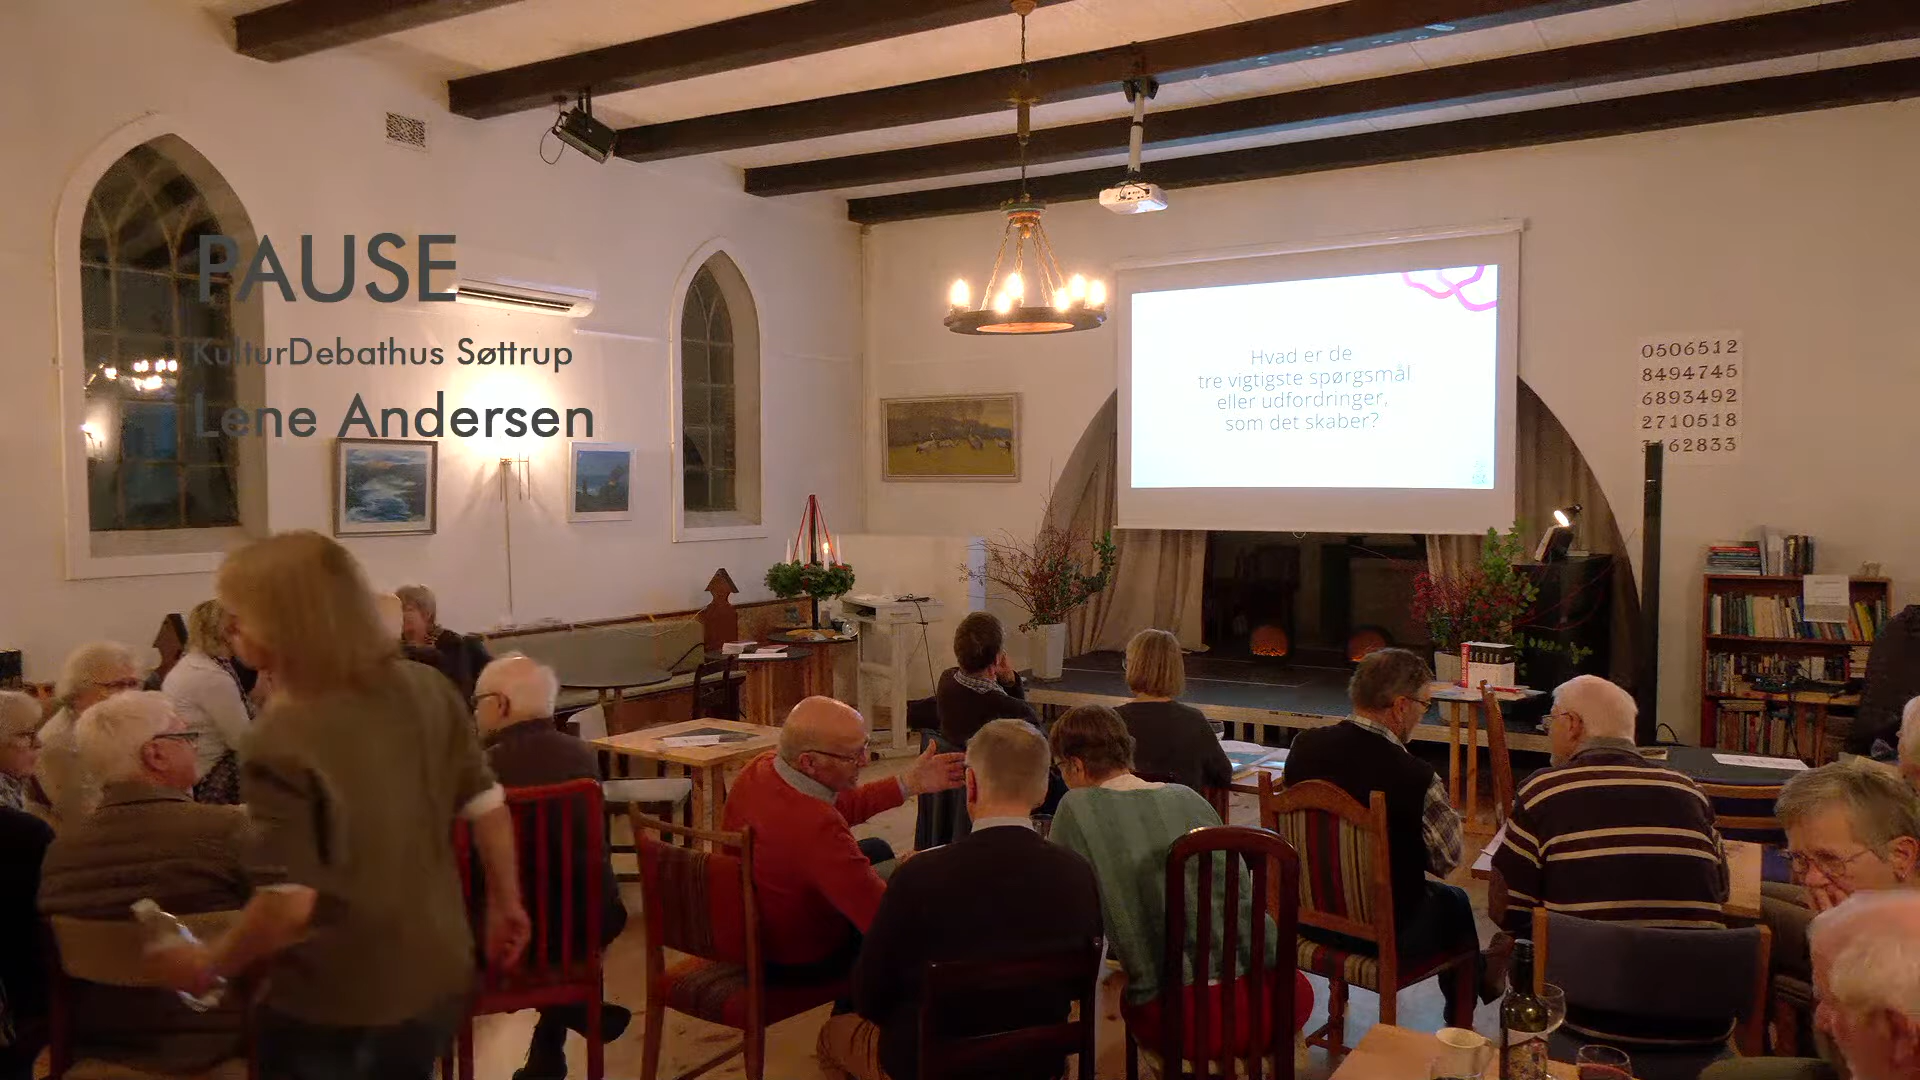 PAUSE
KulturDebathus Søttrup
Lene Andersen
Hvad er de
tre vigtigste spørgsmål
eller udfordringer,
som det skaber?
0506512
8494745
6893492
2710518
62833